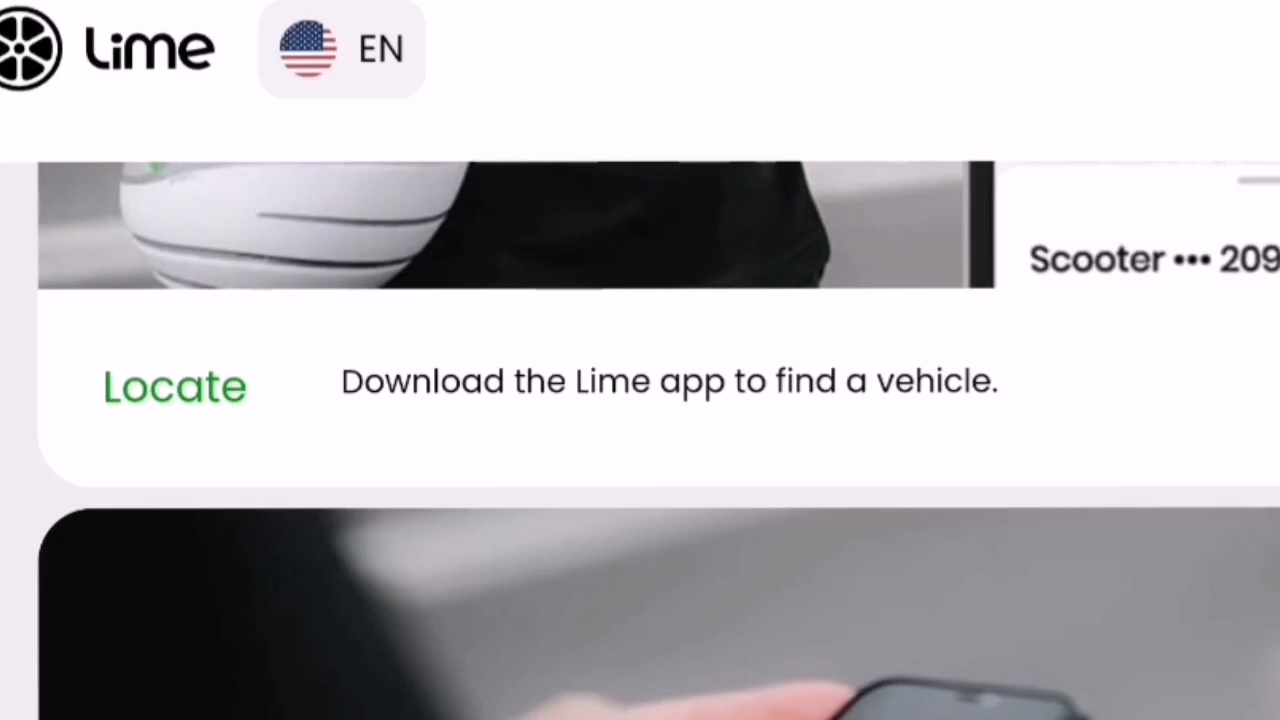 Lime
EN
Scooter ••• 209
Locate
Download the Lime app to find a vehicle.